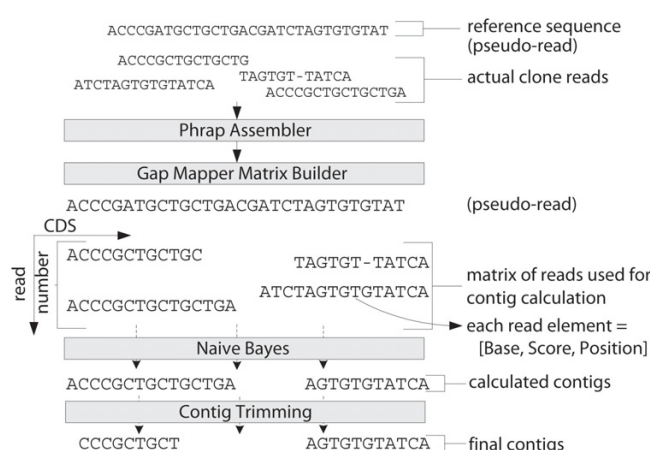 ACCCGATGCTGCTGACGATCTAGTGTGTAT
reference sequence
(pseudo-read)
ACCCGCTGCTGCTG
ATCTAGTGTGTATCA
TAGTGT-TATCA
ACCCGCTGCTGCTGA
actual clone reads
Phrap Assembler
Gap Mapper Matrix Builder
ACCCGATGCTGCTGACGATCTAGTGTGTAT
(pseudo-read)
CDS
read
number
ACCCGCTGCTGC
TAGTGT-TATCA
ACCCGCTGCTGCTGA
ATCTAGTGTGTATCA
matrix of reads used for
contig calculation
each read element =
[Base, Score, Position]
Naive Bayes
ACCCGCTGCTGCTGA
AGTGTGTATCA
calculated contigs
Contig Trimming
CCCGCTGCT
AGTGTGTATCA
final contigs